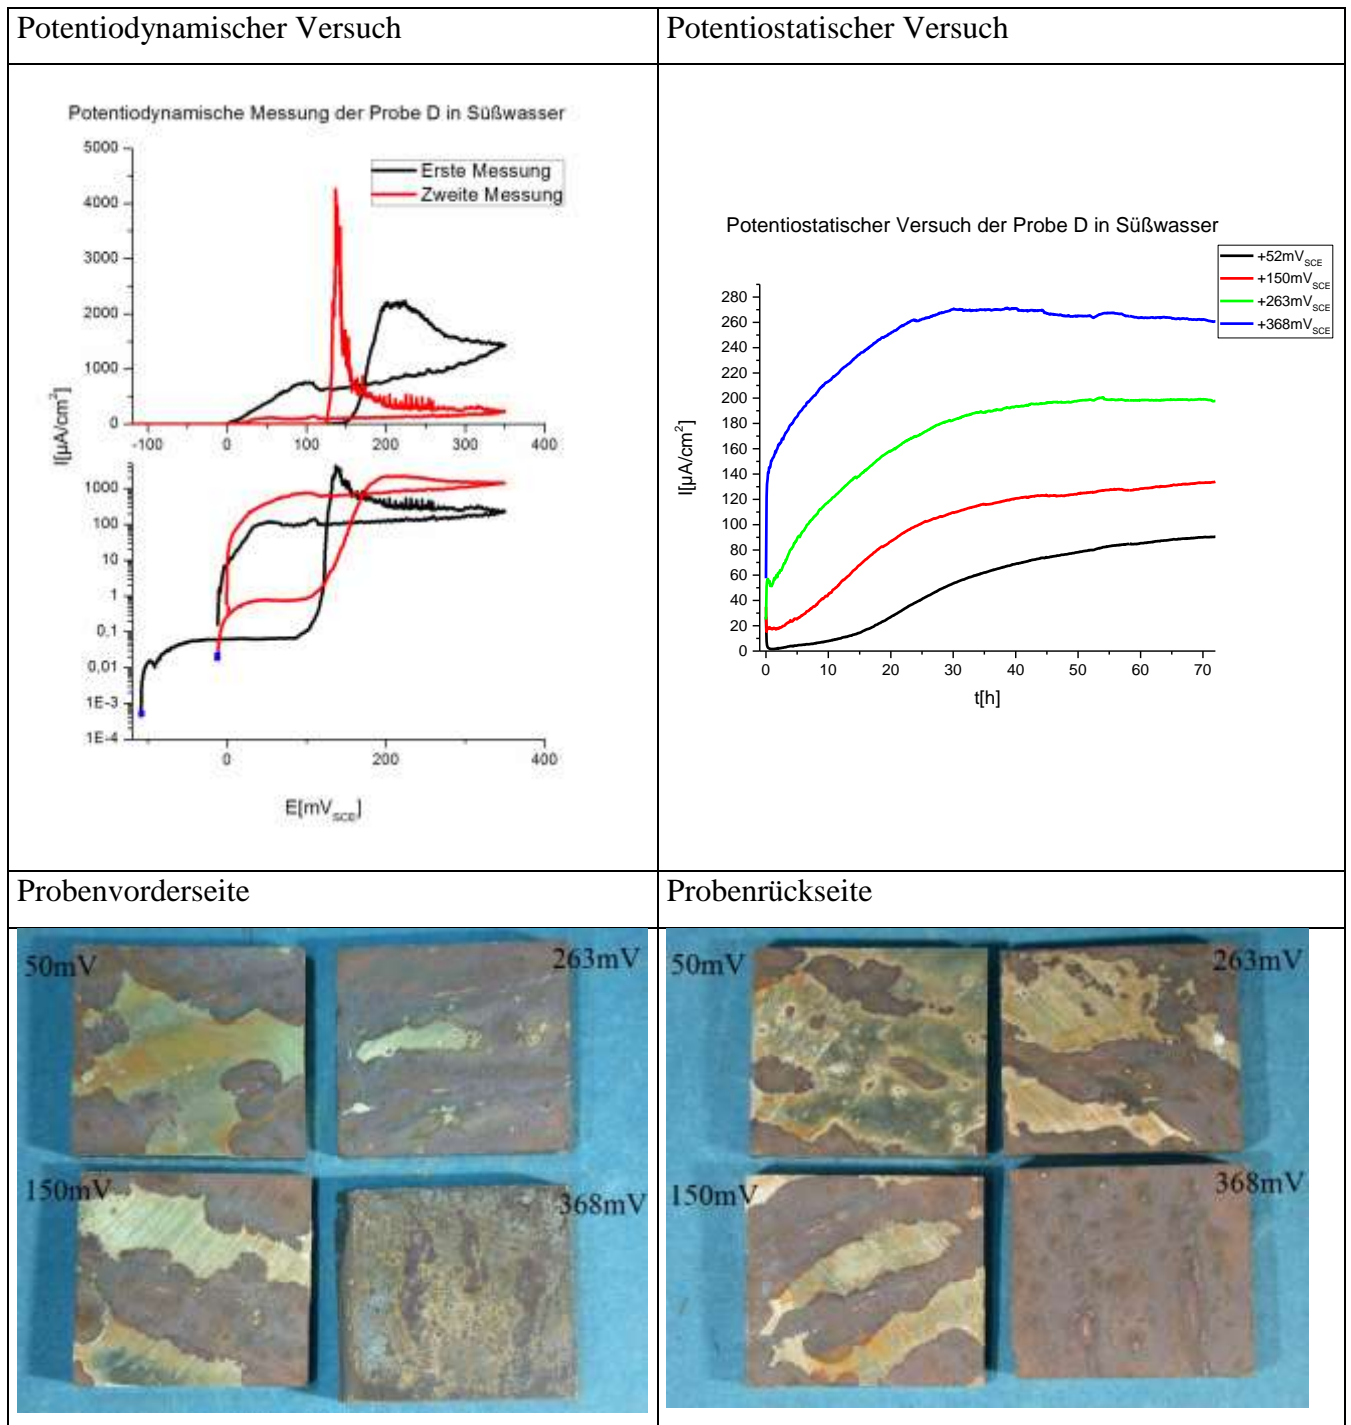 Potentiodynamischer Versuch
Potentiostatischer Versuch
Potentiodynamische Messung der Probe D in Süßwasser
Erste Messung
Zweite Messung
5000
4000
3000
2000
1000
0
-100
0
100
200
300
400
I[µA/cm²]
1000
100
10
1
0,1
0,01
1E-3
1E-4
0
200
400
E[mV_SCE]
Potentiostatischer Versuch der Probe D in Süßwasser
+52mV_SCE
+150mV_SCE
+263mV_SCE
+368mV_SCE
280
260
240
220
200
180
160
140
120
100
80
60
40
20
0
I[µA/cm²]
0
10
20
30
40
50
60
70
t[h]
Probenvorderseite
Probenrückseite
50mV
263mV
150mV
368mV
50mV
263mV
150mV
368mV